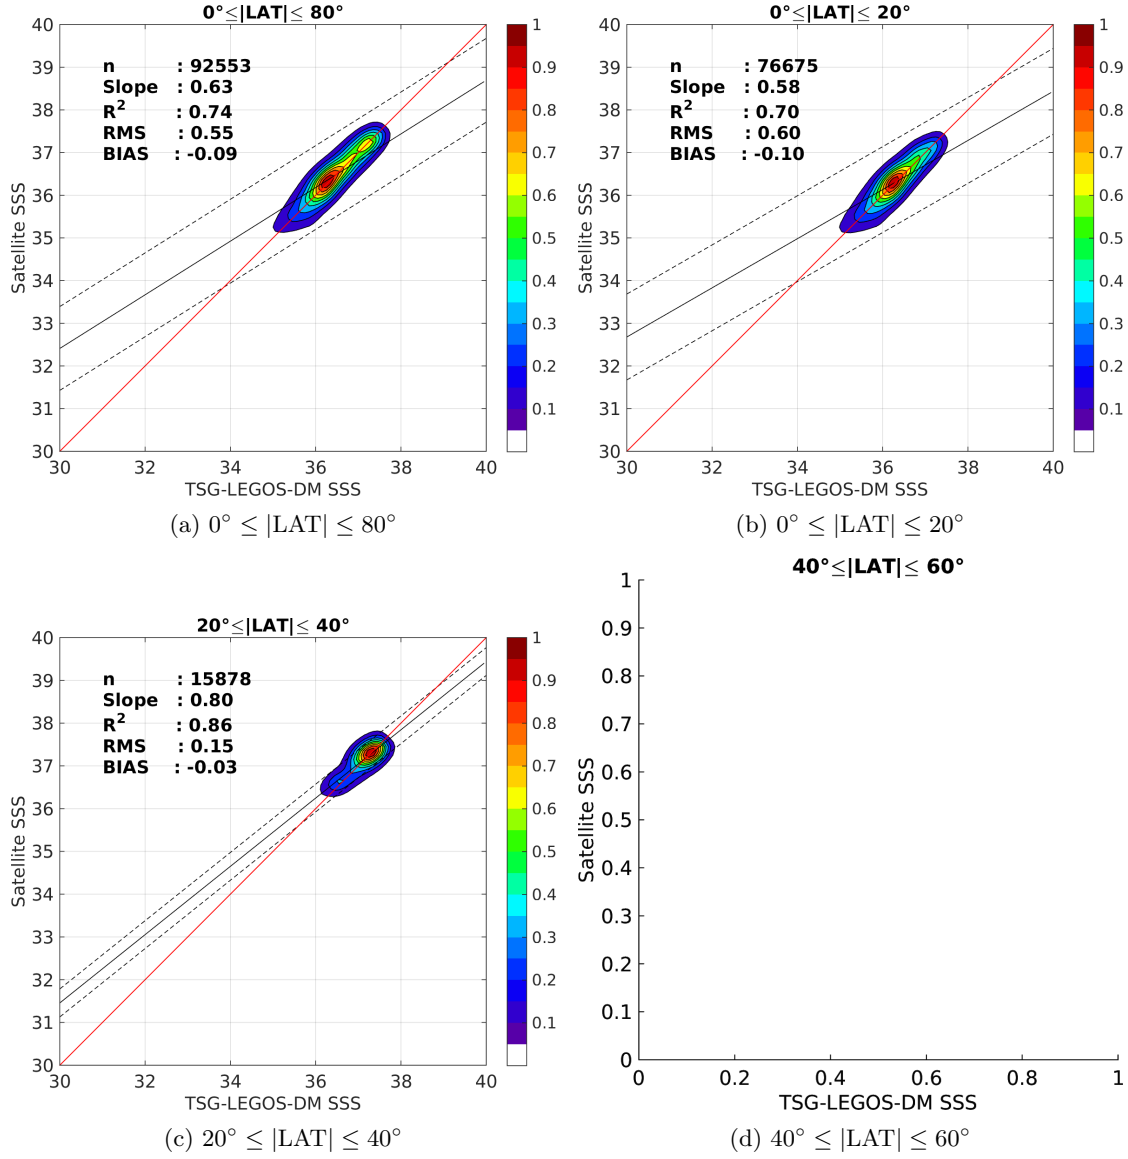 0°≤|LAT|≤ 80°
n : 92553
Slope : 0.63
R2 : 0.74
RMS : 0.55
BIAS : -0.09
40
39
38
37
36
35
34
33
32
31
30
30 32 34 36 38 40
Satellite SSS
TSG-LEGOS-DM SSS
1
0.9
0.8
0.7
0.6
0.5
0.4
0.3
0.2
0.1
(a) 0° ≤ |LAT| ≤ 80°
0°≤|LAT|≤ 20°
n : 76675
Slope : 0.58
R2 : 0.70
RMS : 0.60
BIAS : -0.10
40
39
38
37
36
35
34
33
32
31
30
30 32 34 36 38 40
Satellite SSS
TSG-LEGOS-DM SSS
1
0.9
0.8
0.7
0.6
0.5
0.4
0.3
0.2
0.1
(b) 0° ≤ |LAT| ≤ 20°
20°≤|LAT|≤ 40°
n : 15878
Slope : 0.80
R2 : 0.86
RMS : 0.15
BIAS : -0.03
40
39
38
37
36
35
34
33
32
31
30
30 32 34 36 38 40
Satellite SSS
TSG-LEGOS-DM SSS
1
0.9
0.8
0.7
0.6
0.5
0.4
0.3
0.2
0.1
(c) 20° ≤ |LAT| ≤ 40°
40°≤|LAT|≤ 60°
1
0.9
0.8
0.7
0.6
0.5
0.4
0.3
0.2
0.1
0
0 0.2 0.4 0.6 0.8 1
Satellite SSS
TSG-LEGOS-DM SSS
(d) 40° ≤ |LAT| ≤ 60°